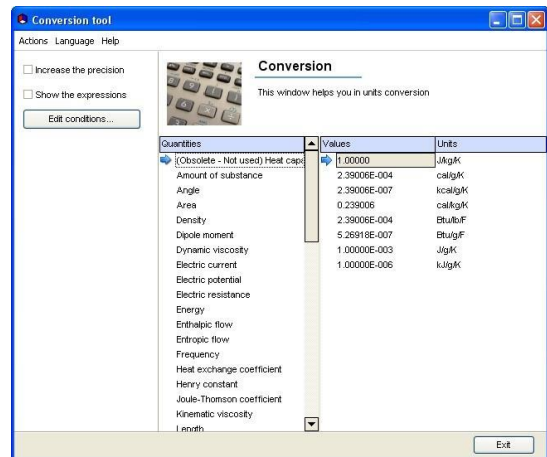 Conversion tool
Actions Language Help
Increase the precision
Show the expressions
Edit conditions...
Conversion
This window helps you in units conversion
Quantities Values Units
(Obsolete - Not used) Heat capa 1.00000 J/kg/K
Amount of substance 2.39006E-004 cal/g/K
Angle 2.39006E-007 kcal/g/K
Area 0.239006 cal/kg/K
Density 2.39006E-004 Btu/lb/F
Dipole moment 5.26918E-007 Btu/g/F
Dynamic viscosity 1.00000E-003 J/g/K
Electric current 1.00000E-006 kJ/g/K
Electric potential
Electric resistance
Energy
Enthalpic flow
Entropic flow
Frequency
Heat exchange coefficient
Henry constant
Joule-Thomson coefficient
Kinematic viscosity
Length
Exit